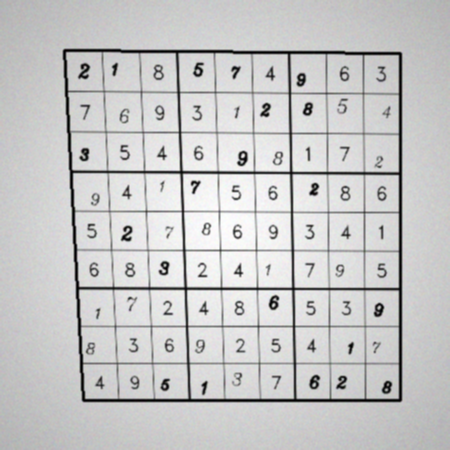 2 1 8 5 7 4 9 6 3
7 6 9 3 1 2 8 5 4
3 5 4 6 9 8 1 7 2
9 4 1 7 5 6 2 8 6
5 2 7 8 6 9 3 4 1
6 8 3 2 4 1 7 9 5
1 7 2 4 8 6 5 3 9
8 3 6 9 2 5 4 1 7
4 9 5 1 3 7 6 2 8